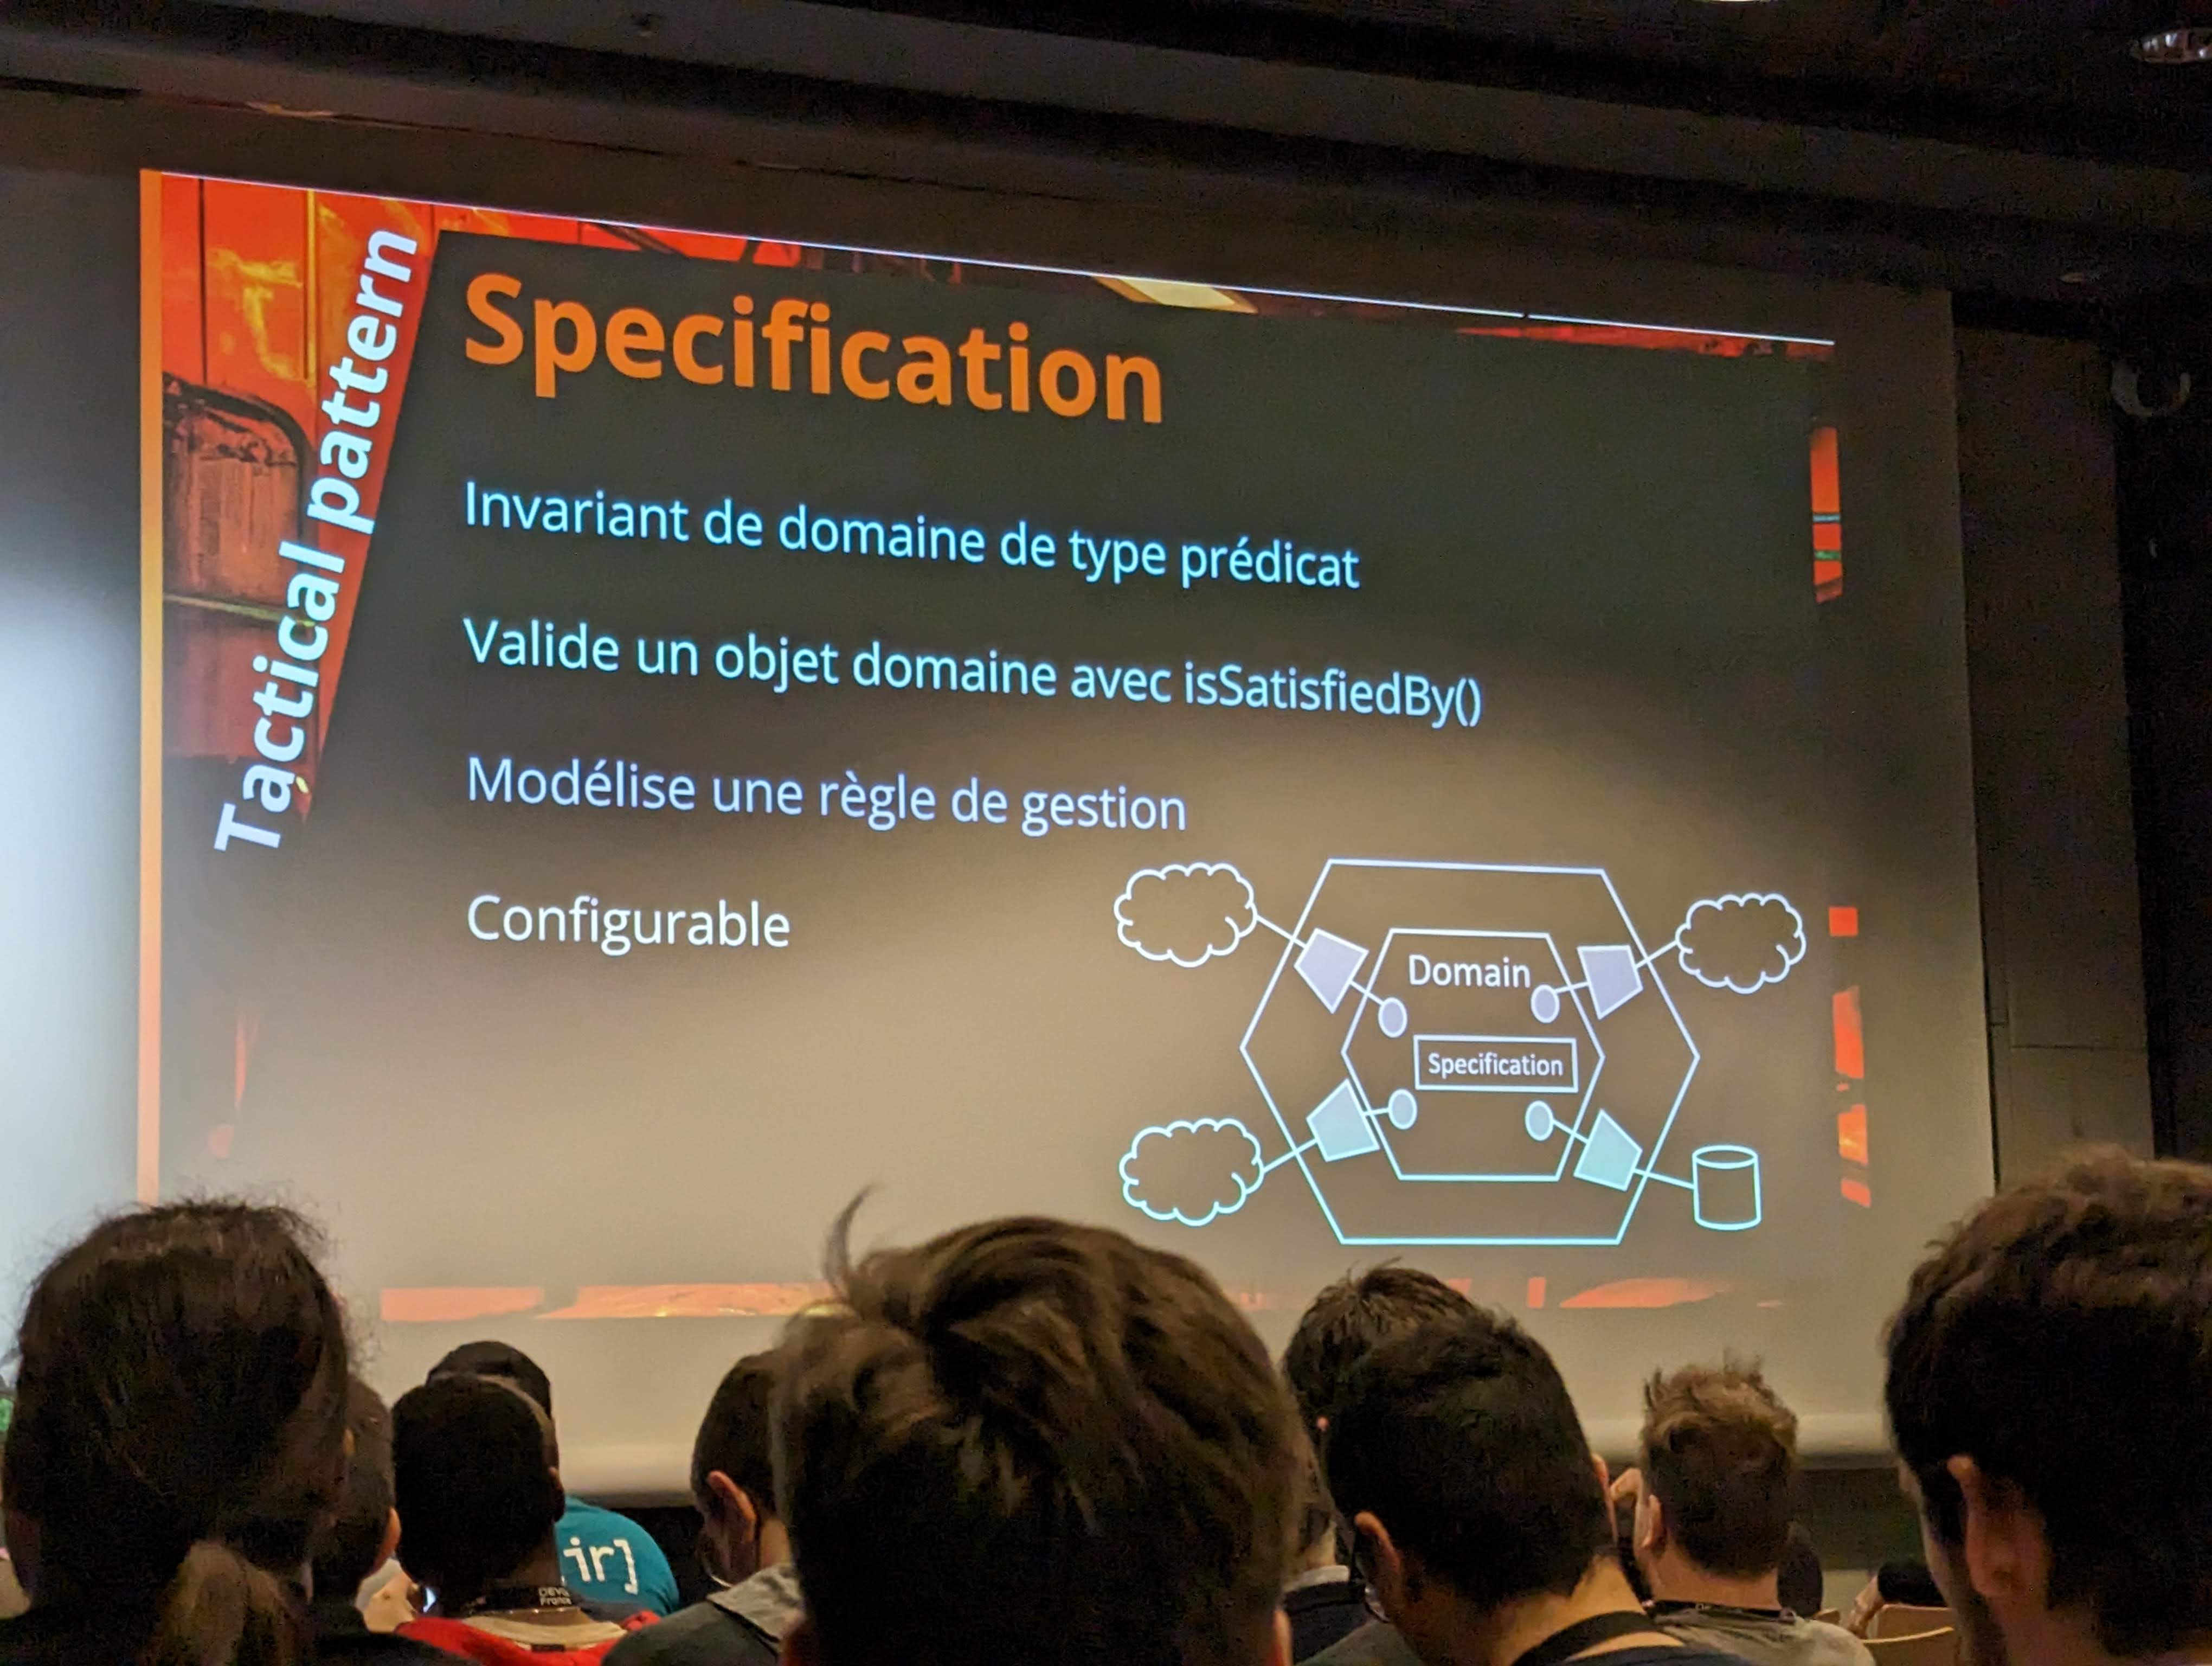 Tactical pattern
Specification
Invariant de domaine de type prédicat
Valide un objet domaine avec isSatisfiedBy()
Modélise une règle de gestion
Configurable
Domain
Specification
ir]